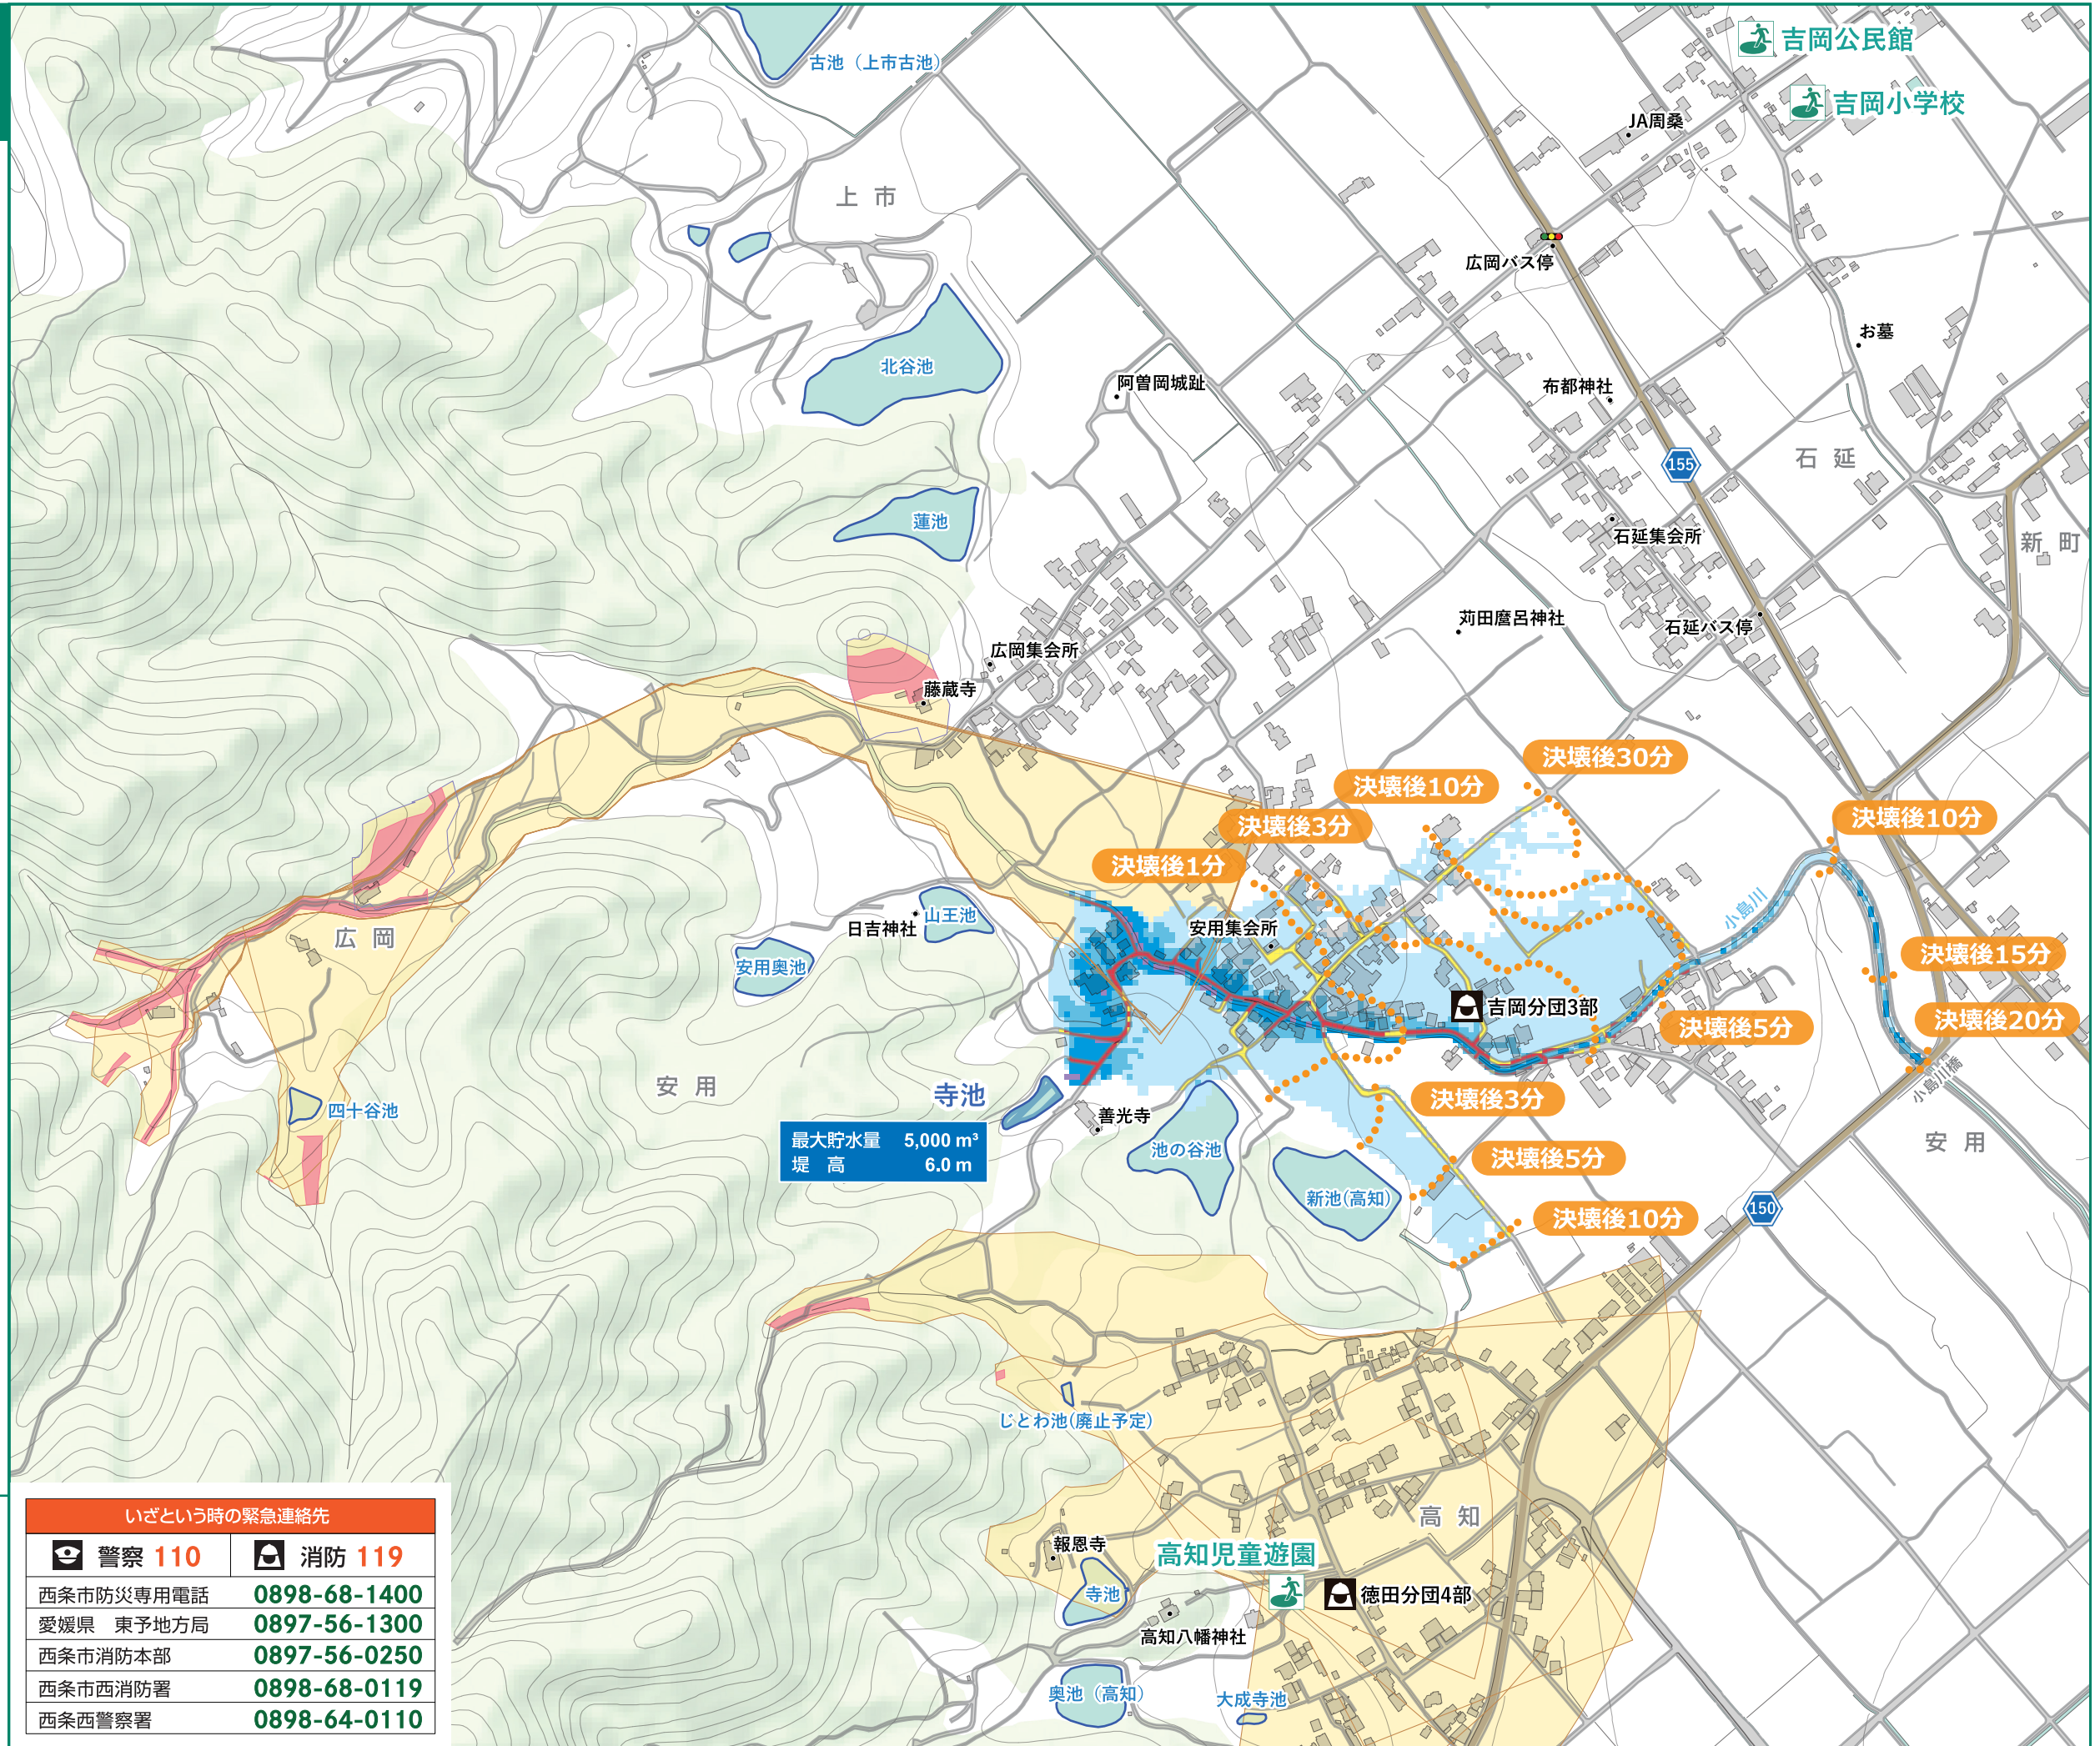 吉岡公民館
古池（上市古池）
吉岡小学校
JA周桑
上 市
広岡バス停
お墓
北谷池
阿曽岡城趾
布都神社
155
石 延
蓮池
石延集会所
新 町
苅田麿呂神社
石延バス停
広岡集会所
藤蔵寺
決壊後30分
決壊後10分
決壊後3分
決壊後10分
決壊後1分
小島川
山王池
日吉神社
安用集会所
広 岡
決壊後15分
安用奥池
吉岡分団3部
決壊後20分
決壊後5分
小島川橋
安 用
寺池
決壊後3分
四十谷池
善光寺
最大貯水量 5,000 m³
堤 高 6.0 m
池の谷池
安 用
決壊後5分
新池(高知)
150
決壊後10分
じとわ池(廃止予定)
高 知
報恩寺
高知児童遊園
寺池
徳田分団4部
高知八幡神社
奥池（高知）
大成寺池
いざという時の緊急連絡先
警察 110 消防 119
西条市防災専用電話 0898-68-1400
愛媛県 東予地方局 0897-56-1300
西条市消防本部 0897-56-0250
西条市西消防署 0898-68-0119
西条西警察署 0898-64-0110